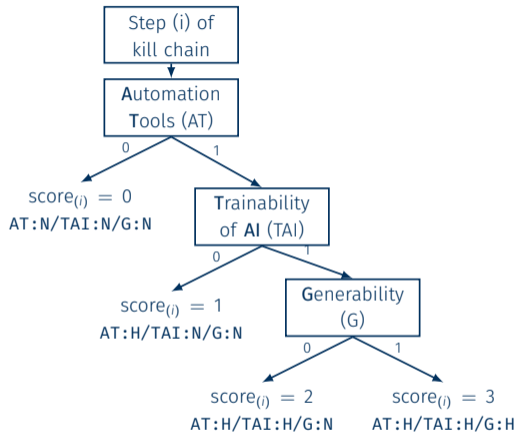 Step (i) of
kill chain
Automation
Tools (AT)
0
1
score(i) = 0
AT:N/TAI:N/G:N
Trainability
of AI (TAI)
0
1
score(i) = 1
AT:H/TAI:N/G:N
Generability
(G)
0
1
score(i) = 2
AT:H/TAI:H/G:N
score(i) = 3
AT:H/TAI:H/G:H